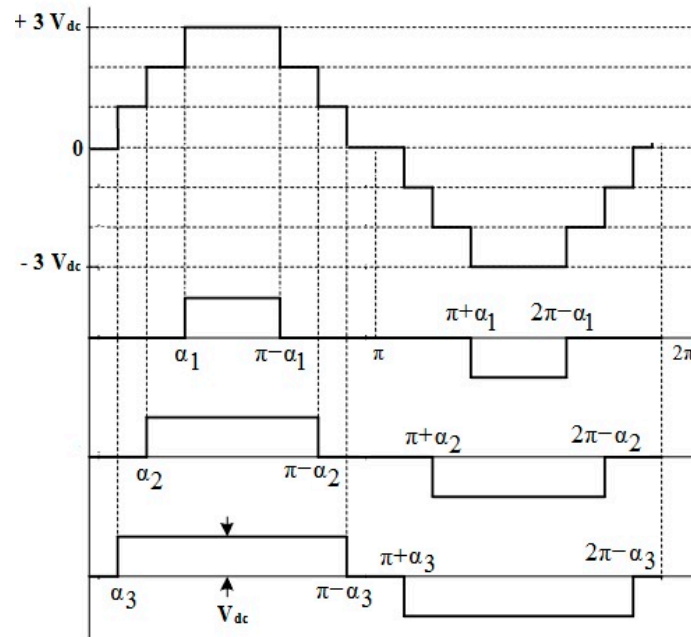 + 3 Vdc
0
- 3 Vdc
π+α1 2π−α1
α1 π−α1 π 2π
π+α2 2π−α2
α2 π−α2
π+α3 2π−α3
α3 Vdc π−α3